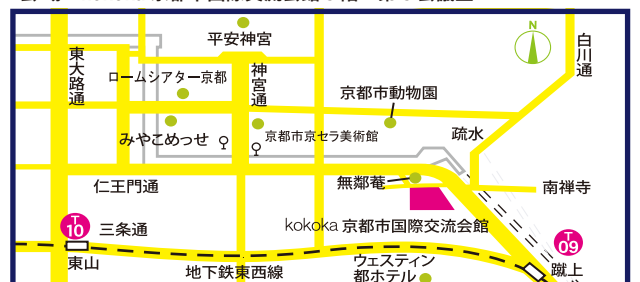 平安神宮
N
白川通
東大路通
ロームシアター京都
神宮通
京都市動物園
みやこめっせ
京都市京セラ美術館
疏水
無鄰菴
仁王門通
南禅寺
T
10
三条通
kokoka 京都市国際交流会館
T
09
東山
地下鉄東西線
ウェスティン
都ホテル
蹴上